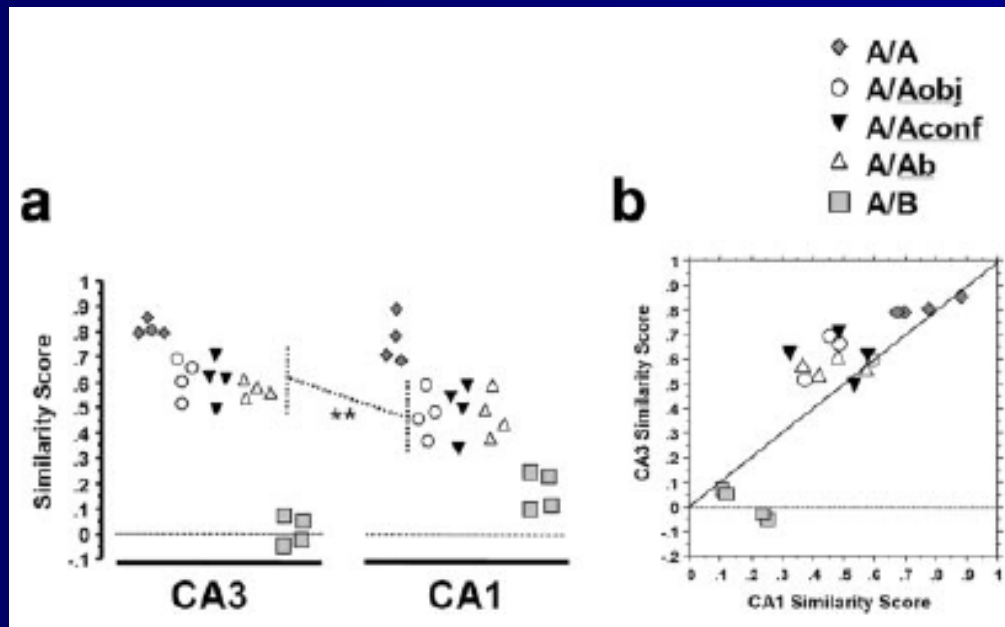 A/A
A/Aobj
A/Aconf
A/Ab
A/B
a
Similarity Score
1
.9
.8
.7
.6
.5
.4
.3
.2
.1
0
-.1
**
CA3
CA1
b
CA3 Similarity Score
1
.9
.8
.7
.6
.5
.4
.3
.2
.1
0
-.1
-.2
0 .1 .2 .3 .4 .5 .6 .7 .8 .9 1
CA1 Similarity Score